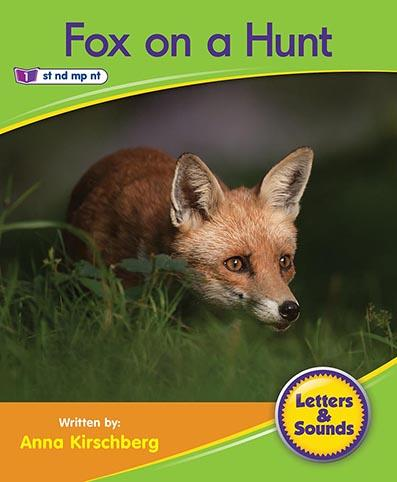 Fox on a Hunt
1 st nd mp nt
Letters
&
Sounds
Written by:
Anna Kirschberg